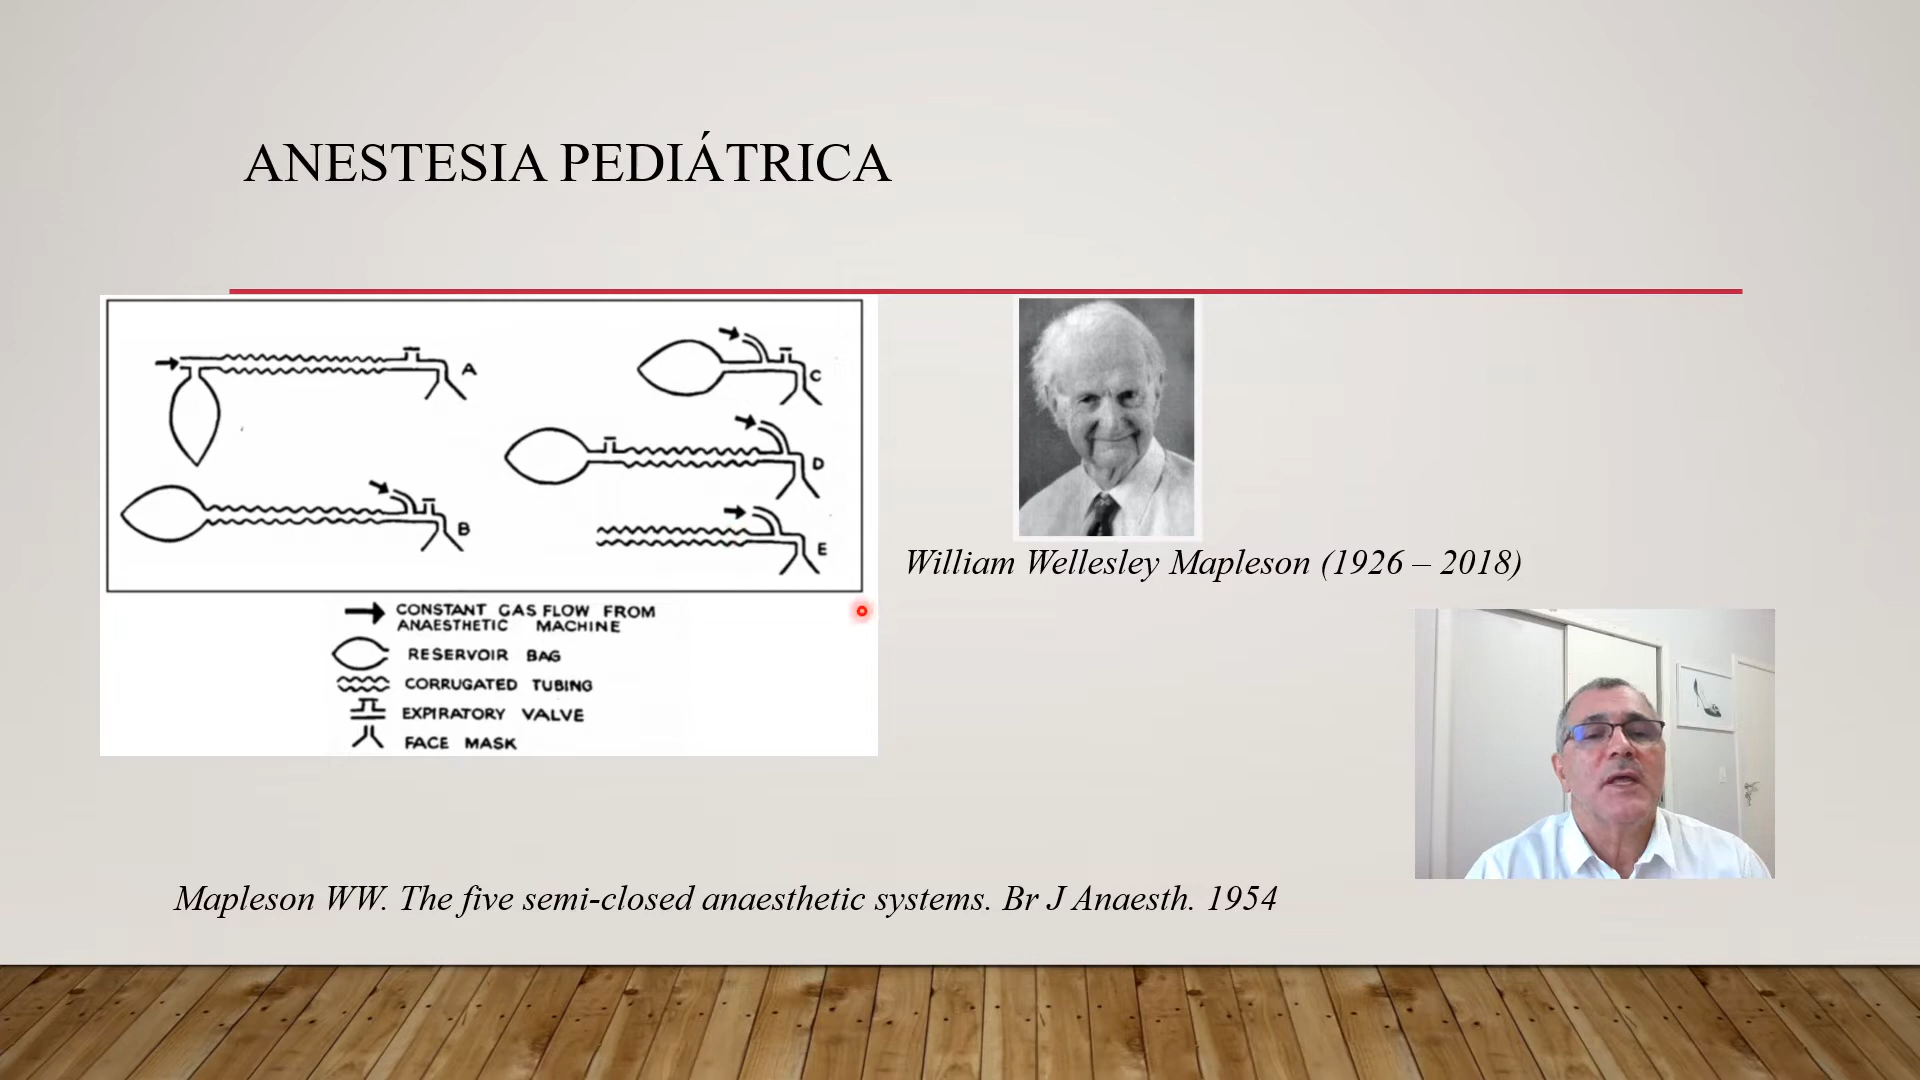 ANESTESIA PEDIÁTRICA
A
B
C
D
E
CONSTANT GAS FLOW FROM
ANAESTHETIC MACHINE
RESERVOIR BAG
CORRUGATED TUBING
EXPIRATORY VALVE
FACE MASK
William Wellesley Mapleson (1926 – 2018)
Mapleson WW. The five semi-closed anaesthetic systems. Br J Anaesth. 1954